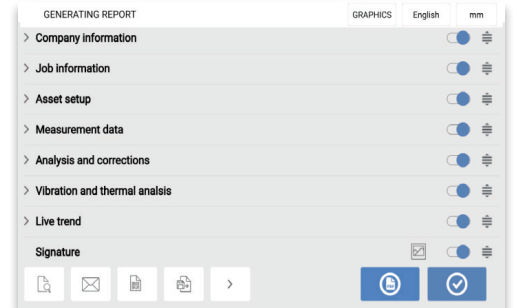 GENERATING REPORT GRAPHICS English mm
Company information
Job information
Asset setup
Measurement data
Analysis and corrections
Vibration and thermal analsis
Live trend
Signature